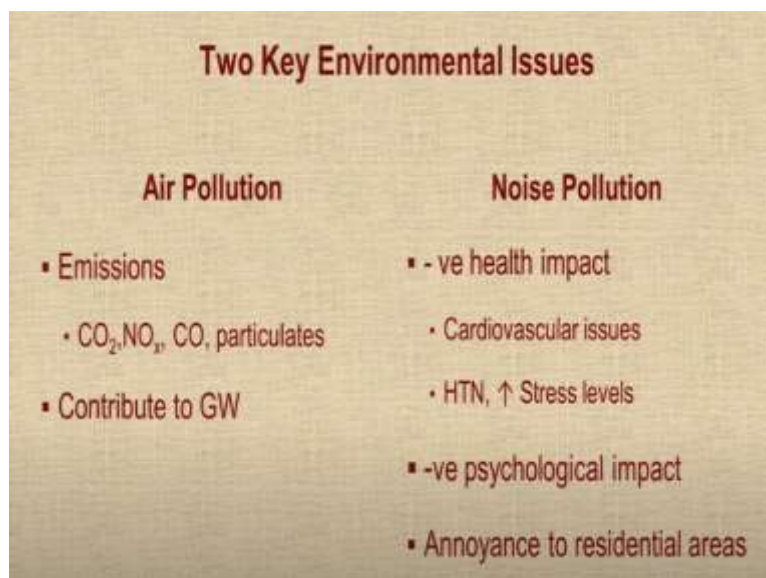 Two Key Environmental Issues
Air Pollution
▪ Emissions
• CO₂,NOₓ, CO, particulates
▪ Contribute to GW
Noise Pollution
▪ - ve health impact
• Cardiovascular issues
• HTN, ↑ Stress levels
▪ -ve psychological impact
▪ Annoyance to residential areas